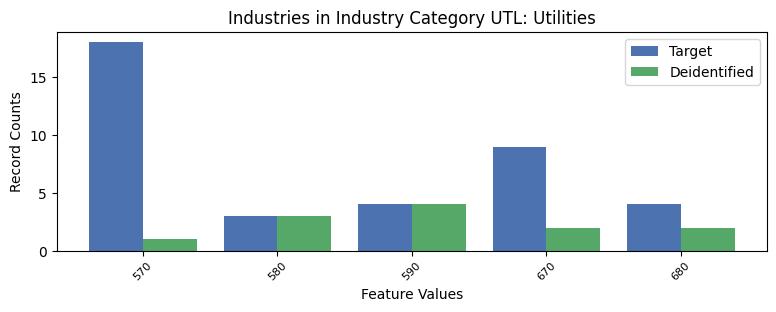 Industries in Industry Category UTL: Utilities
Target
Deidentified
Record Counts
15
10
5
0
570 580 590 670 680
Feature Values